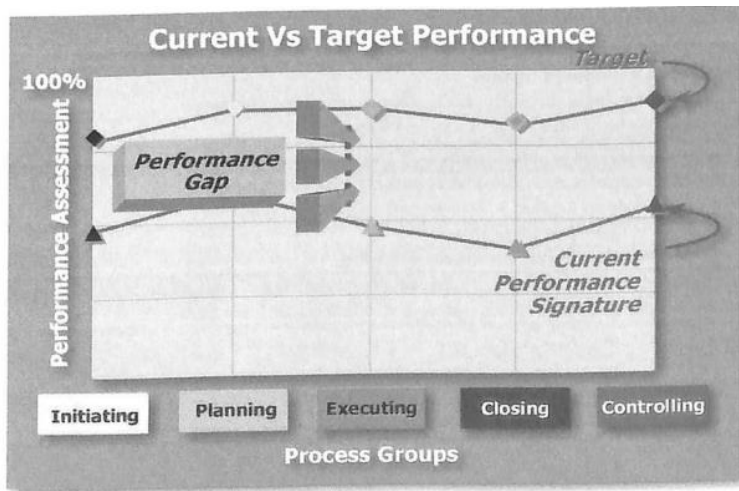 Current Vs Target Performance
Target
100%
Performance Assessment
Performance
Gap
Current
Performance
Signature
Initiating
Planning
Executing
Closing
Controlling
Process Groups